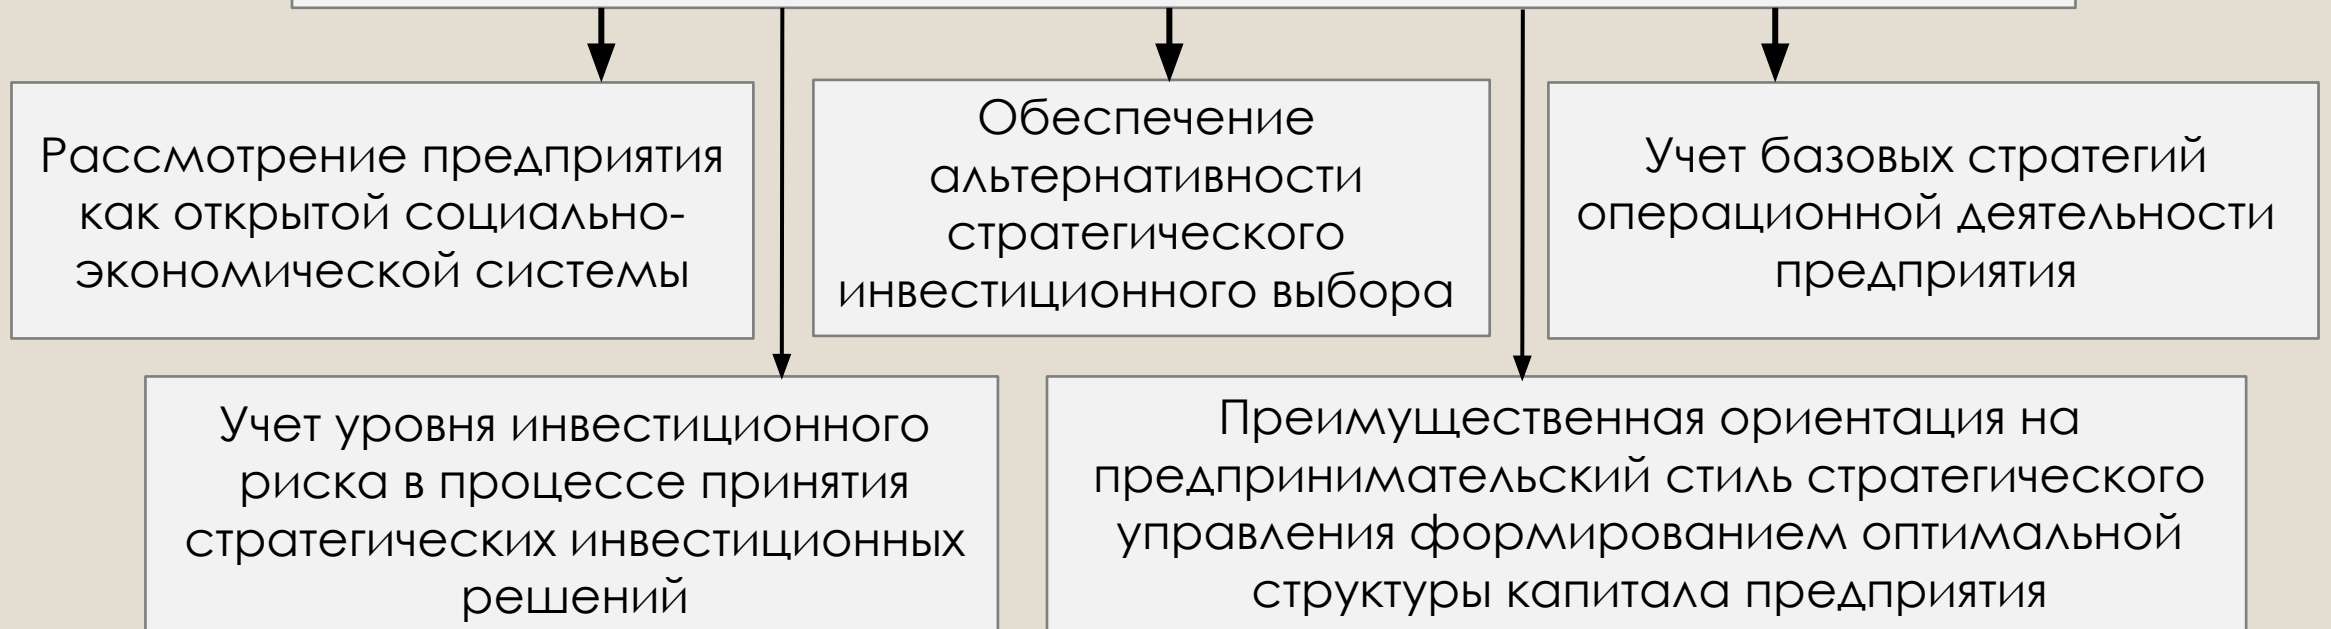 Рассмотрение предприятия
как открытой социально-
экономической системы
Обеспечение
альтернативности
стратегического
инвестиционного выбора
Учет базовых стратегий
операционной деятельности
предприятия
Учет уровня инвестиционного
риска в процессе принятия
стратегических инвестиционных
решений
Преимущественная ориентация на
предпринимательский стиль стратегического
управления формированием оптимальной
структуры капитала предприятия